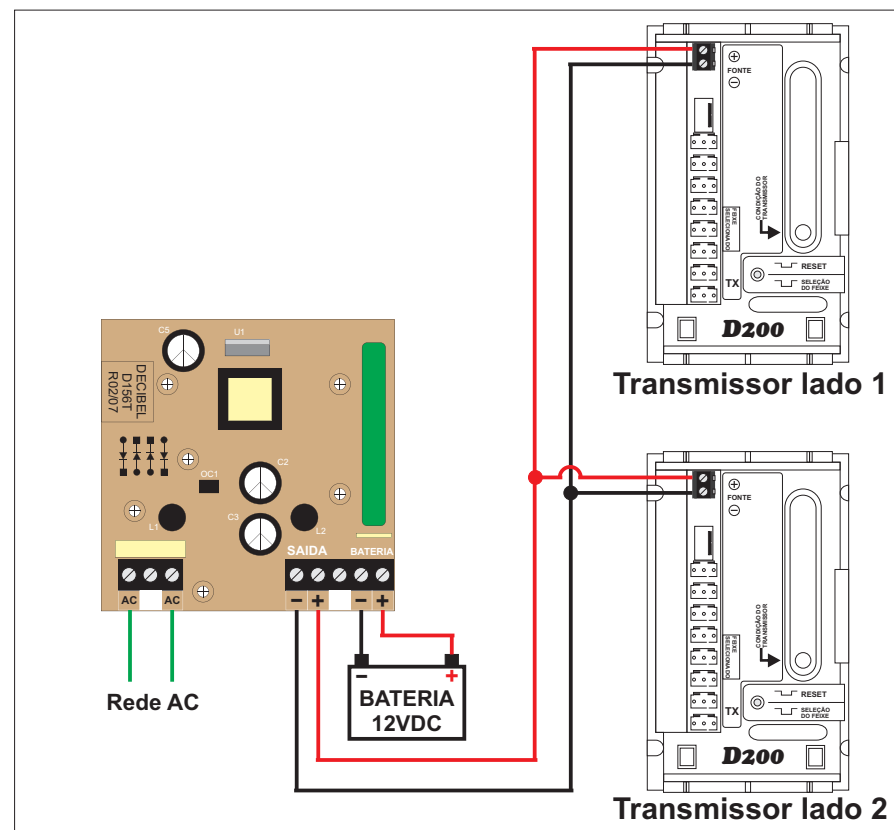 FONTE
CONDIÇÃO DO
TRANSMISSOR
FEIXE
SELECIONADO
TX
RESET
SELEÇÃO
DO FEIXE
D200
Transmissor lado 1
C5
U1
DECIBEL
D156T
R02/07
OC1
C2
C3
L1
L2
SAIDA
BATERIA
AC
AC
− + − +
Rede AC
− +
BATERIA
12VDC
FONTE
CONDIÇÃO DO
TRANSMISSOR
FEIXE
SELECIONADO
TX
RESET
SELEÇÃO
DO FEIXE
D200
Transmissor lado 2